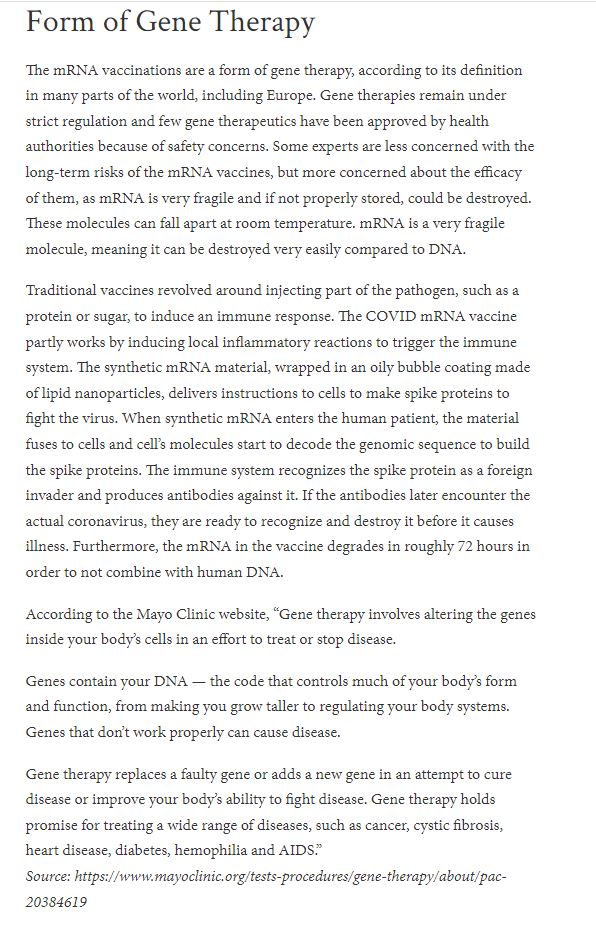 Form of Gene Therapy
The mRNA vaccinations are a form of gene therapy, according to its definition
in many parts of the world, including Europe. Gene therapies remain under
strict regulation and few gene therapeutics have been approved by health
authorities because of safety concerns. Some experts are less concerned with the
long-term risks of the mRNA vaccines, but more concerned about the efficacy
of them, as mRNA is very fragile and if not properly stored, could be destroyed.
These molecules can fall apart at room temperature. mRNA is a very fragile
molecule, meaning it can be destroyed very easily compared to DNA.
Traditional vaccines revolved around injecting part of the pathogen, such as a
protein or sugar, to induce an immune response. The COVID mRNA vaccine
partly works by inducing local inflammatory reactions to trigger the immune
system. The synthetic mRNA material, wrapped in an oily bubble coating made
of lipid nanoparticles, delivers instructions to cells to make spike proteins to
fight the virus. When synthetic mRNA enters the human patient, the material
fuses to cells and cell’s molecules start to decode the genomic sequence to build
the spike proteins. The immune system recognizes the spike protein as a foreign
invader and produces antibodies against it. If the antibodies later encounter the
actual coronavirus, they are ready to recognize and destroy it before it causes
illness. Furthermore, the mRNA in the vaccine degrades in roughly 72 hours in
order to not combine with human DNA.
According to the Mayo Clinic website, “Gene therapy involves altering the genes
inside your body’s cells in an effort to treat or stop disease.
Genes contain your DNA — the code that controls much of your body’s form
and function, from making you grow taller to regulating your body systems.
Genes that don’t work properly can cause disease.
Gene therapy replaces a faulty gene or adds a new gene in an attempt to cure
disease or improve your body’s ability to fight disease. Gene therapy holds
promise for treating a wide range of diseases, such as cancer, cystic fibrosis,
heart disease, diabetes, hemophilia and AIDS.”
Source: https://www.mayoclinic.org/tests-procedures/gene-therapy/about/pac-
20384619